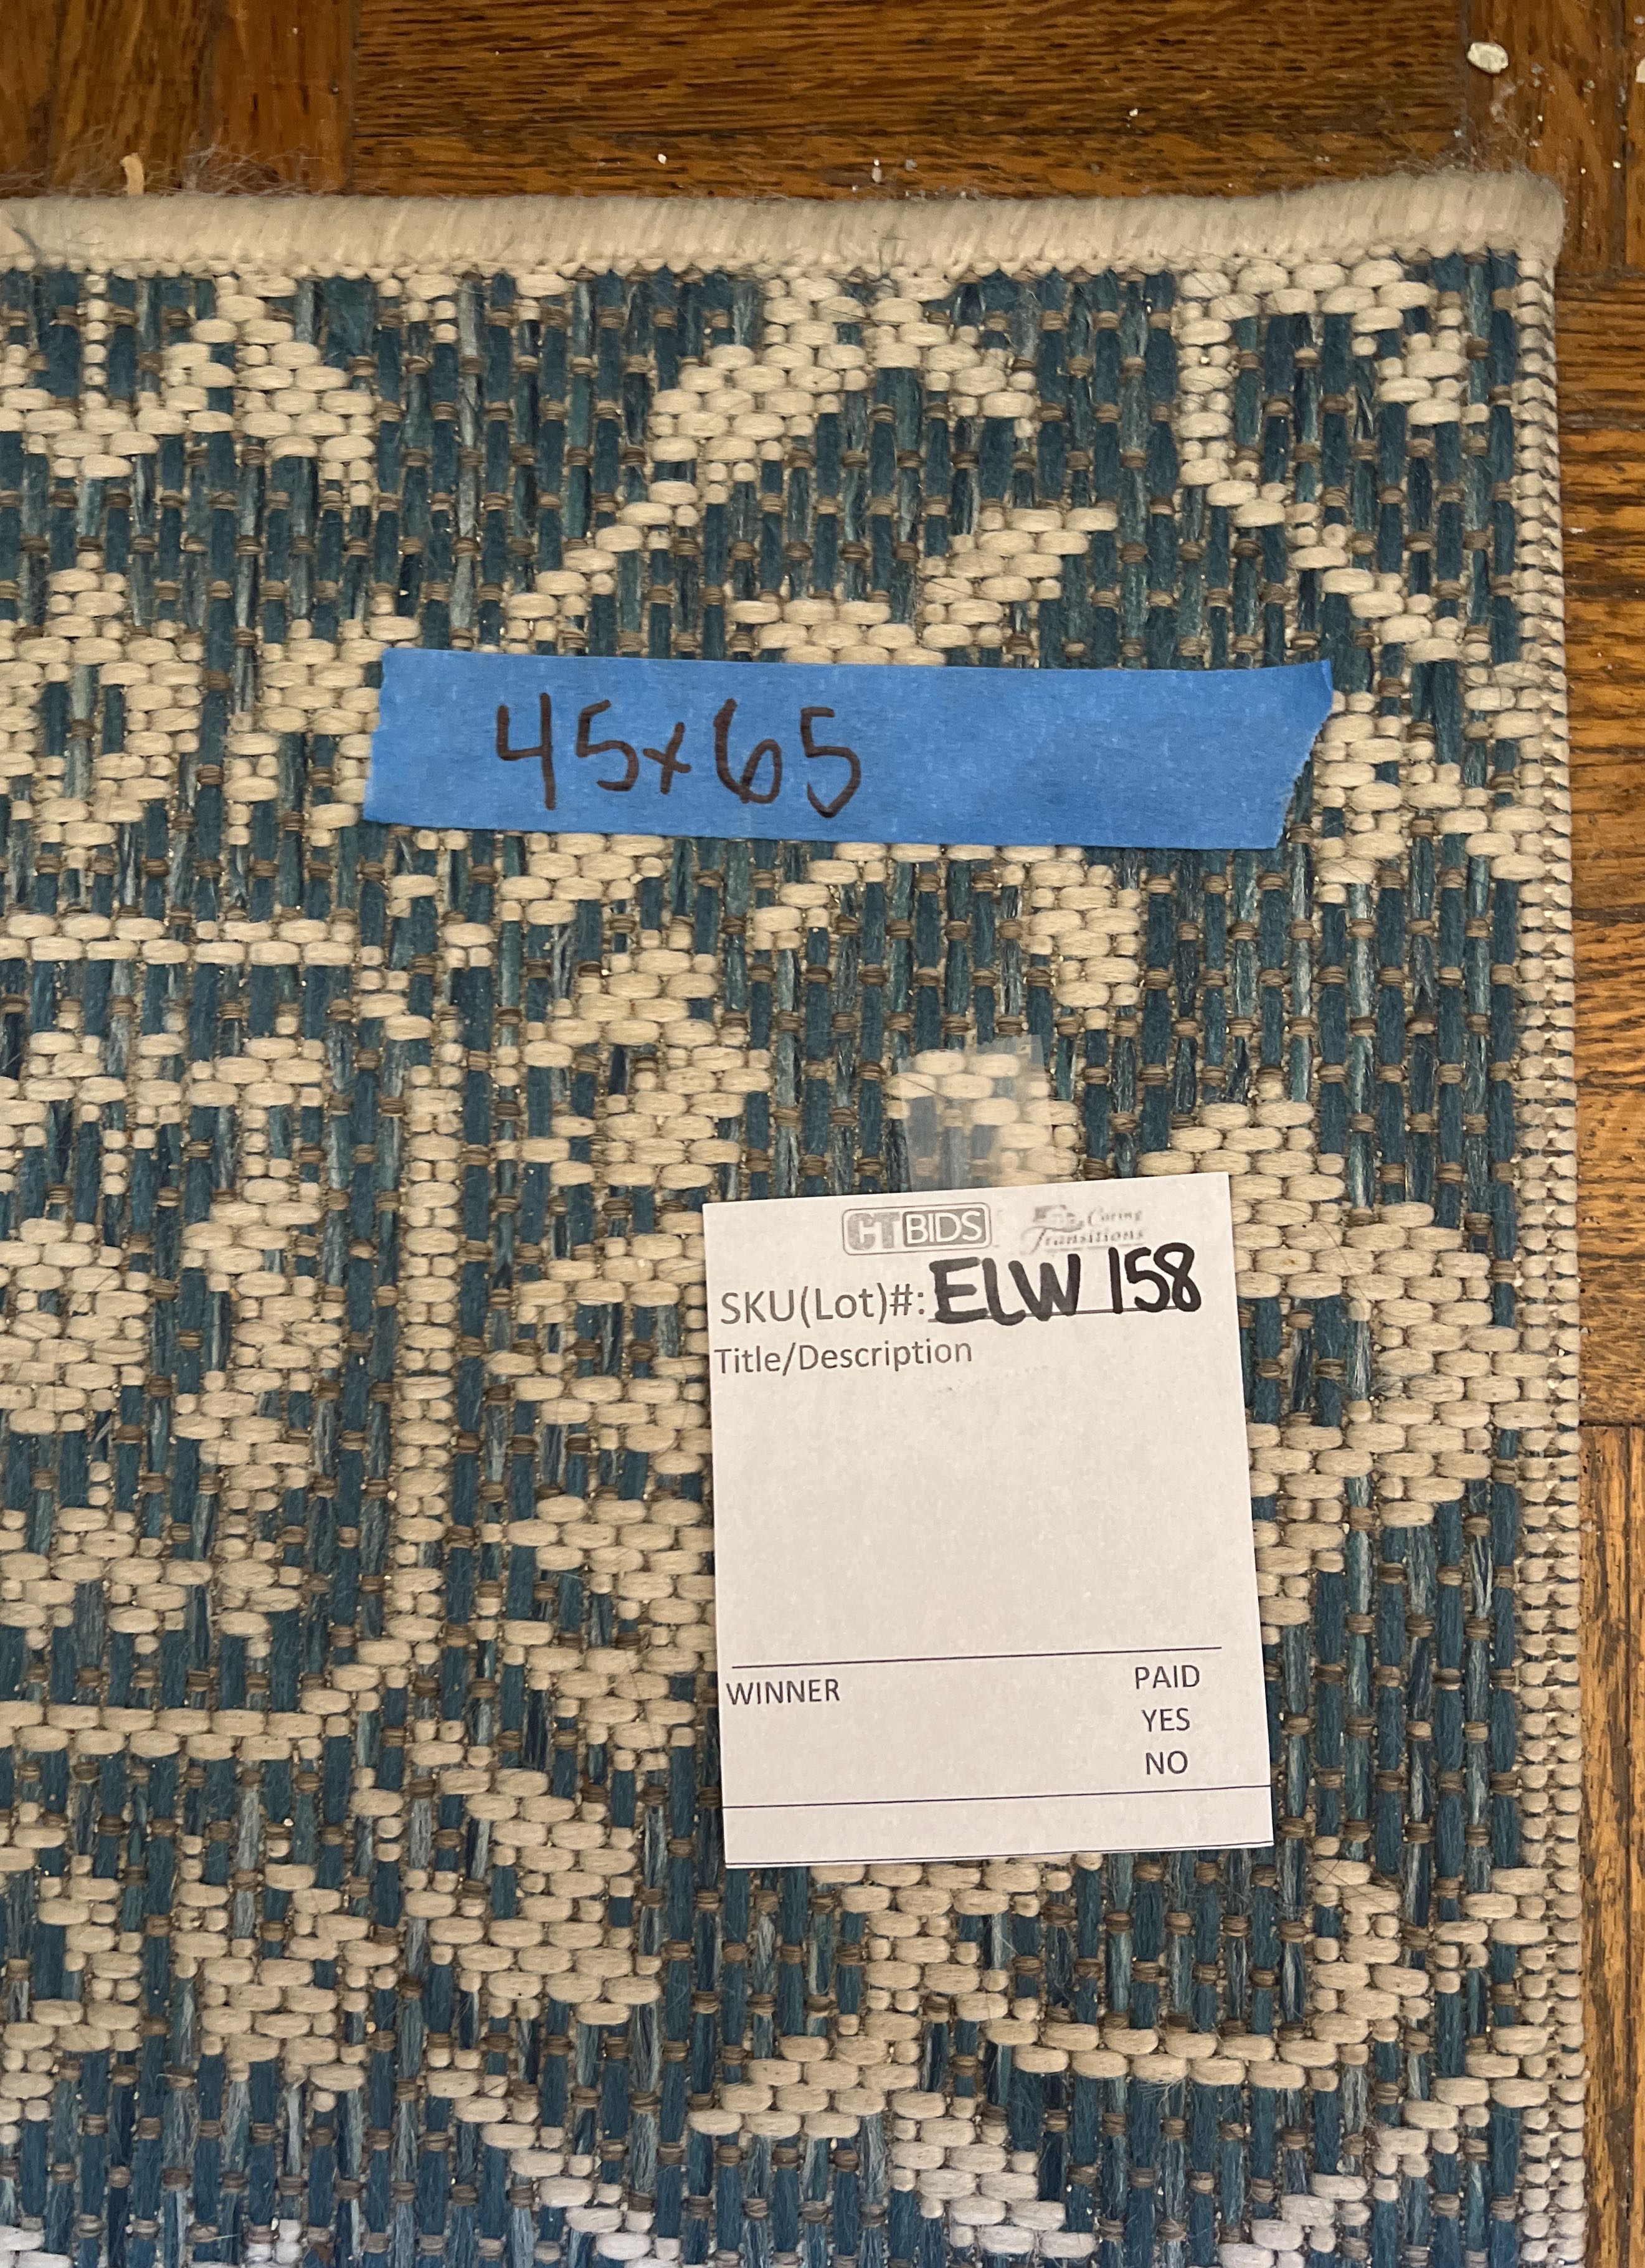 45x65
CTBIDS Caring
Transitions
SKU(Lot)#: ELW 158
Title/Description
WINNER PAID
YES
NO